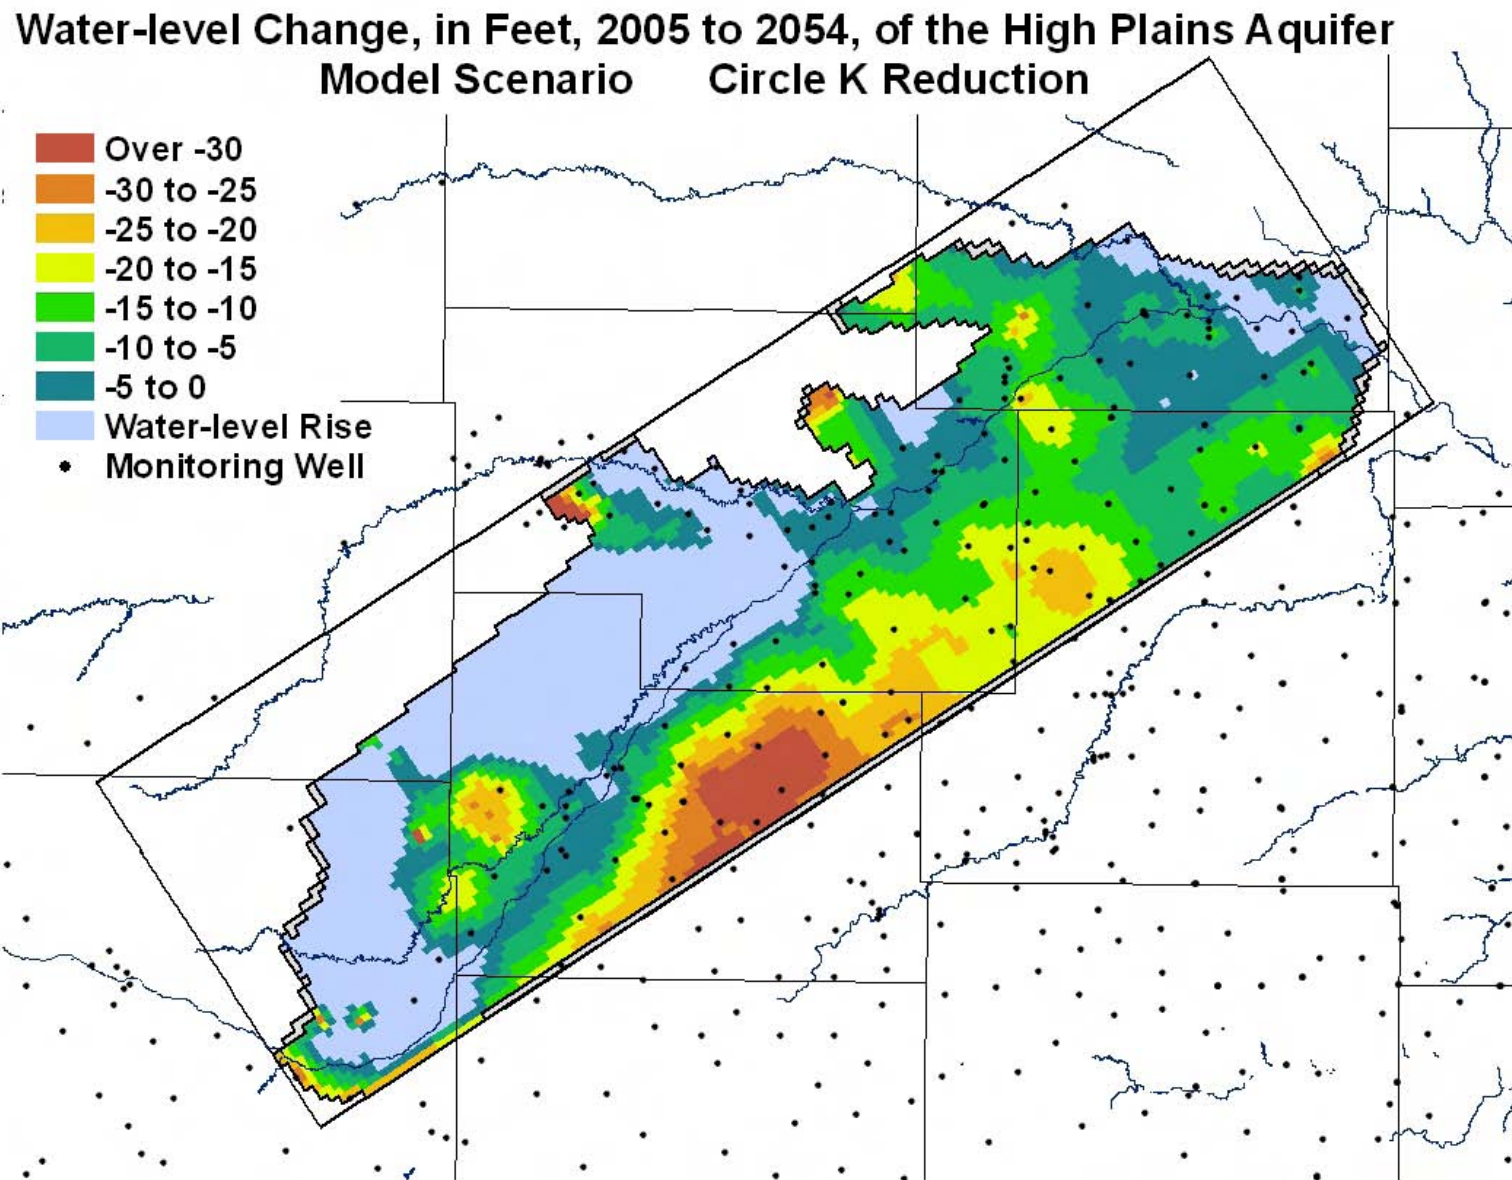 Water-level Change, in Feet, 2005 to 2054, of the High Plains Aquifer
Model Scenario Circle K Reduction
Over -30
-30 to -25
-25 to -20
-20 to -15
-15 to -10
-10 to -5
-5 to 0
Water-level Rise
Monitoring Well